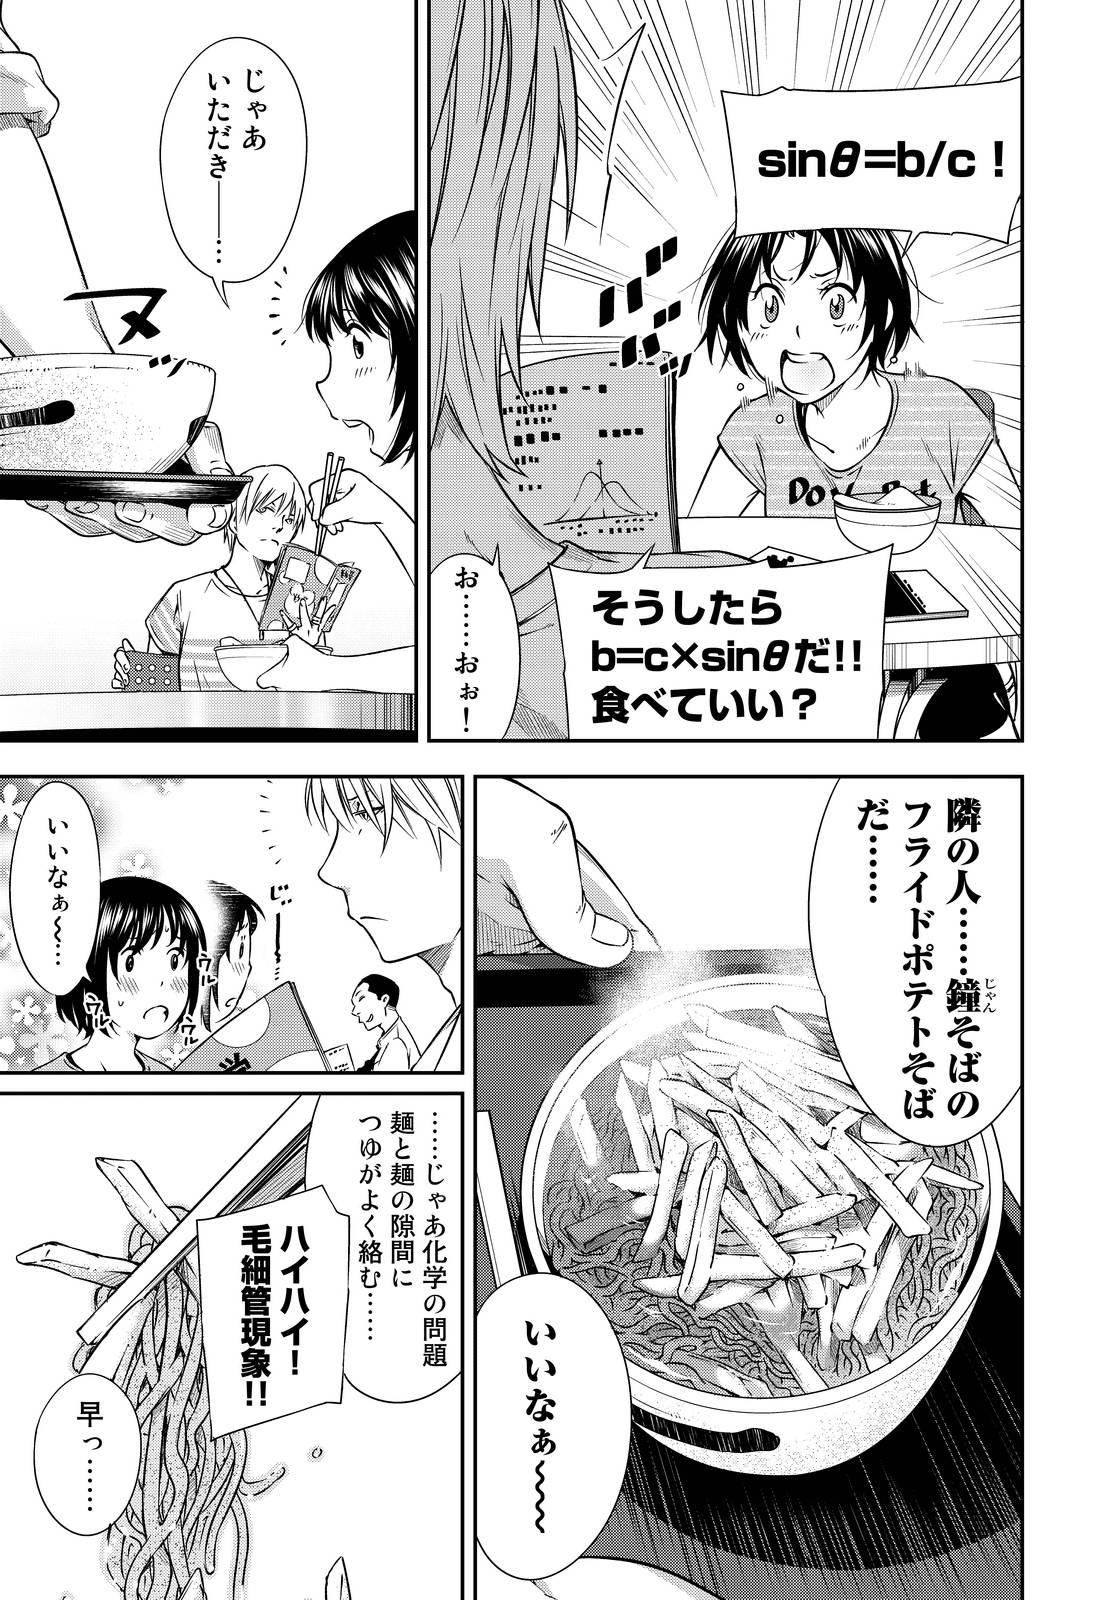 sinθ=b/c！
バババッ
そうしたら
b=c×sinθだ!!
食べていい？
お……おぉ！
じゃあ
いただき――…
ヌッ
隣の人……鐘そばの
じゃん
フライドポテトそば
だ……
いいなぁ～～～
いいなぁ～…
じー
ウルウル
学
……じゃあ化学の問題
麺と麺の隙間に
つゆがよく絡む……
ハイハイ！
毛細管現象!!
早っ……